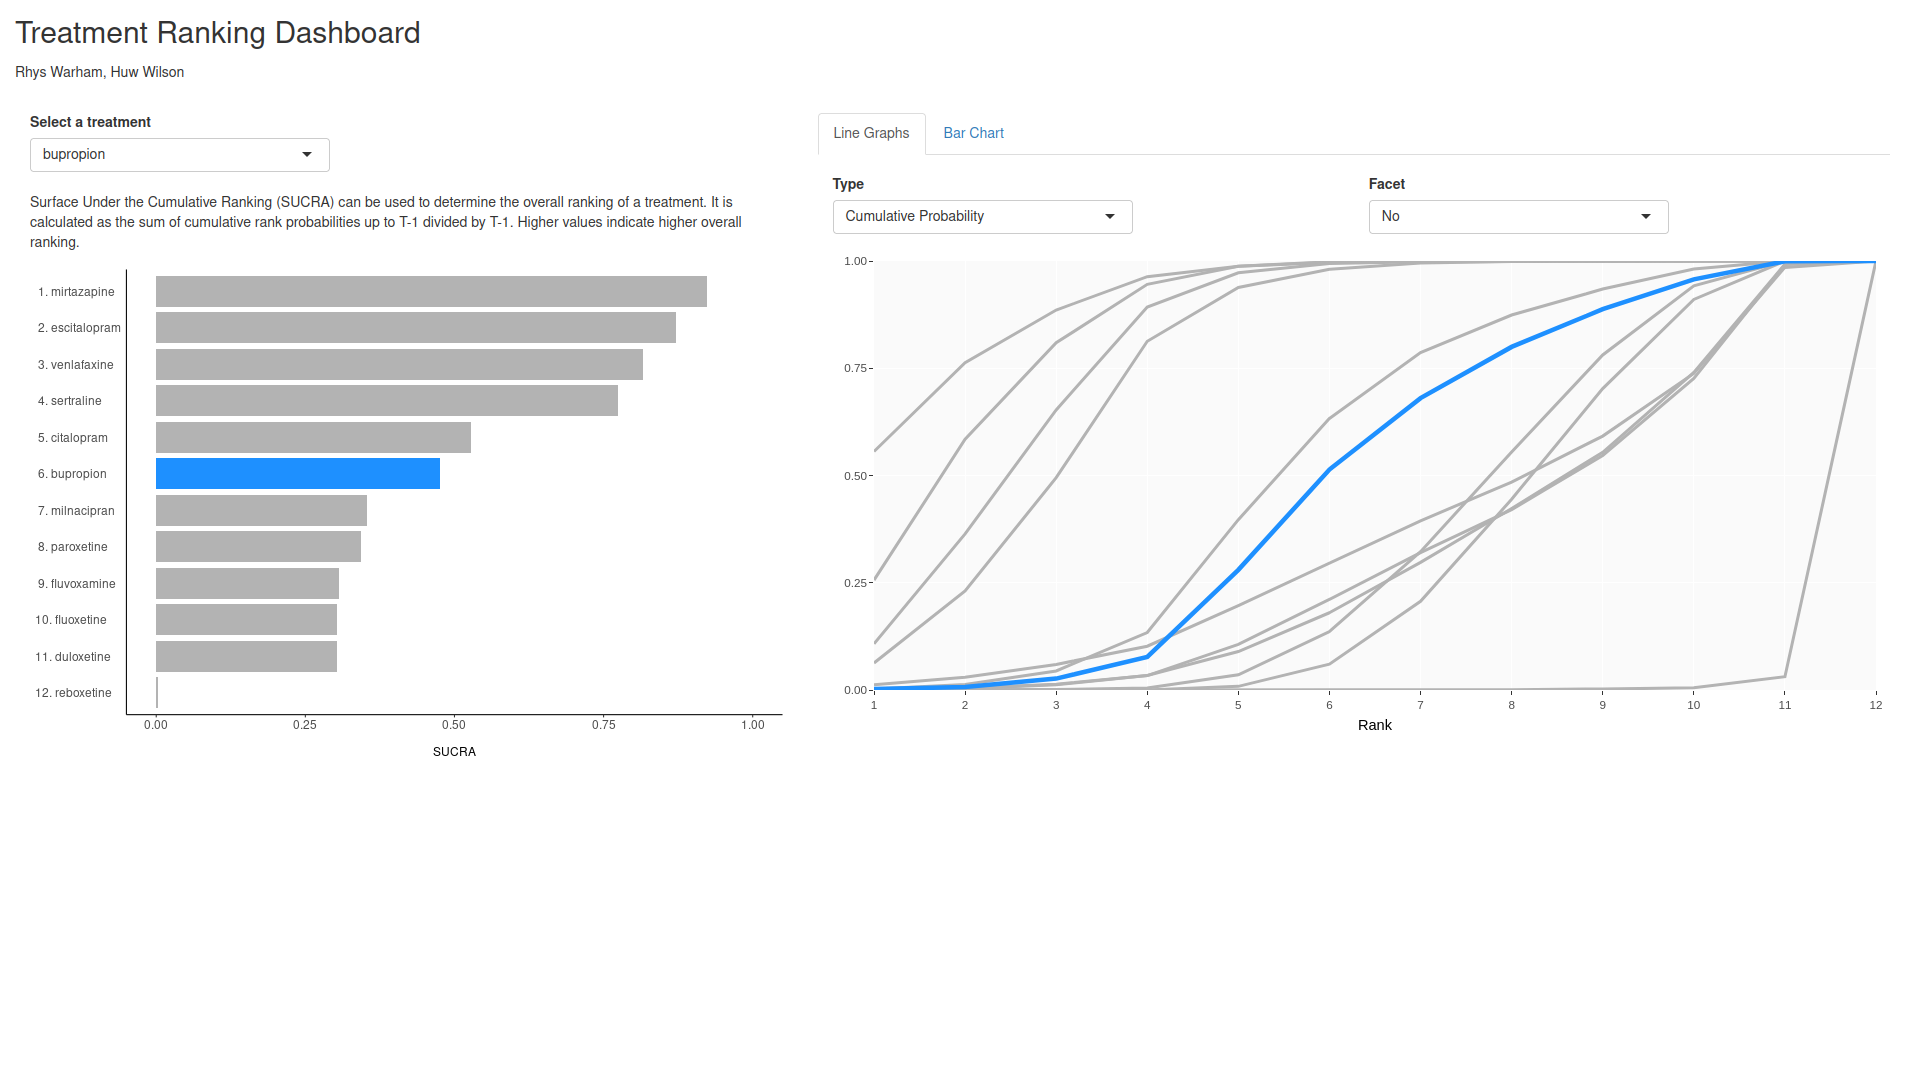 Treatment Ranking Dashboard
Rhys Warham, Huw Wilson
Select a treatment
bupropion
Surface Under the Cumulative Ranking (SUCRA) can be used to determine the overall ranking of a treatment. It is
calculated as the sum of cumulative rank probabilities up to T-1 divided by T-1. Higher values indicate higher overall
ranking.
1. mirtazapine
2. escitalopram
3. venlafaxine
4. sertraline
5. citalopram
6. bupropion
7. milnacipran
8. paroxetine
9. fluvoxamine
10. fluoxetine
11. duloxetine
12. reboxetine
0.00 0.25 0.50 0.75 1.00
SUCRA
Line Graphs Bar Chart
Type Facet
Cumulative Probability No
1.00
0.75
0.50
0.25
0.00
1 2 3 4 5 6 7 8 9 10 11 12
Rank